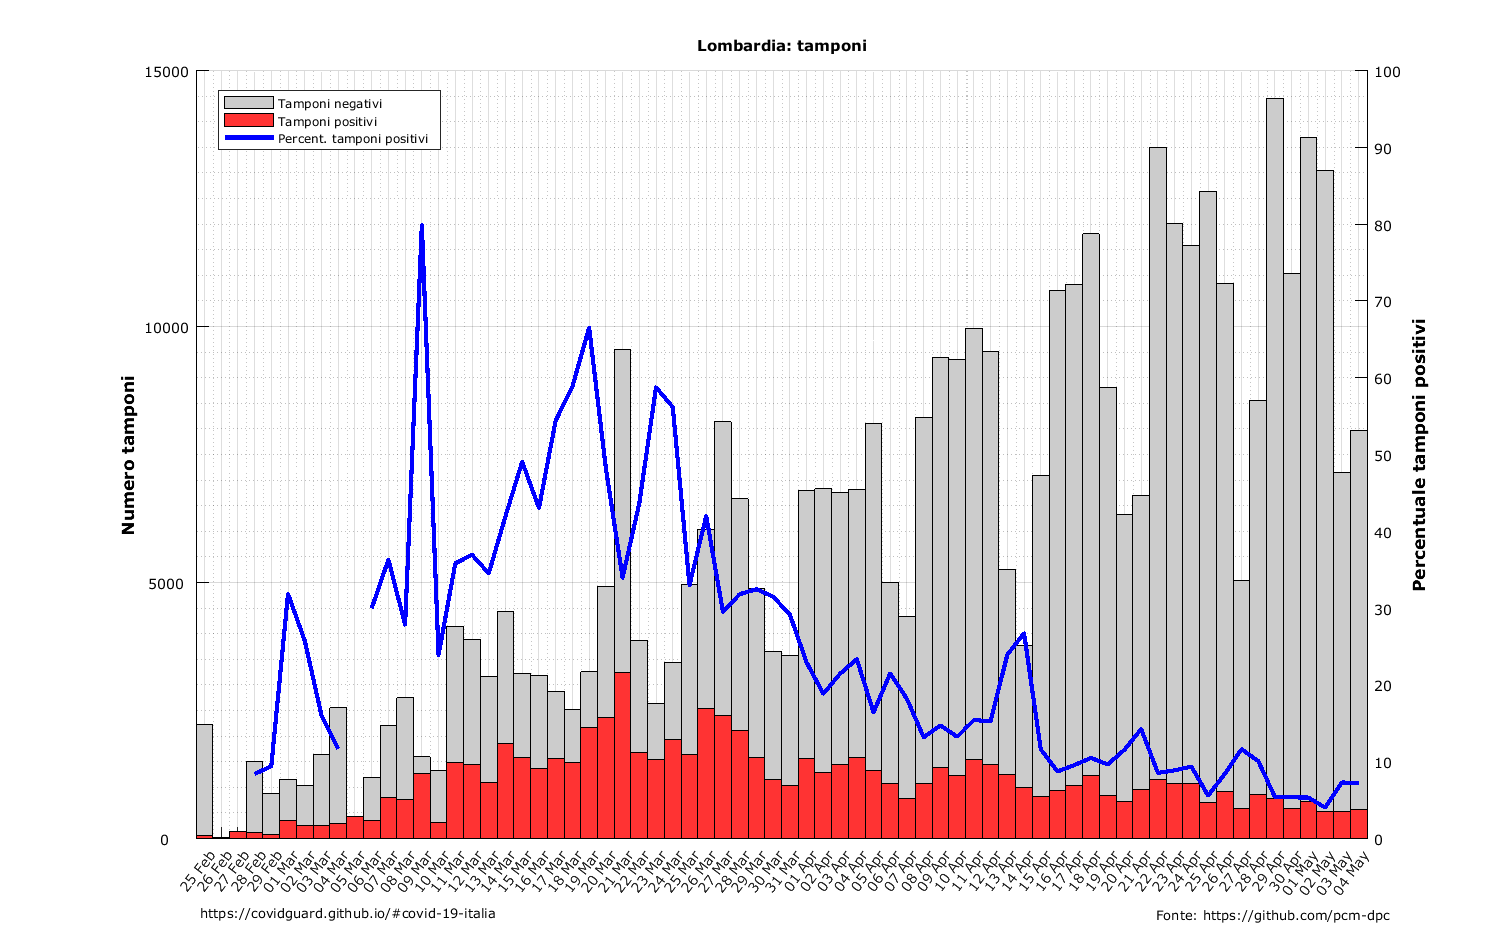 Lombardia: tamponi
15000
10000
5000
0
Numero tamponi
Tamponi negativi
Tamponi positivi
Percent. tamponi positivi
100
90
80
70
60
50
40
30
20
10
0
Percentuale tamponi positivi
25 Feb
26 Feb
27 Feb
28 Feb
29 Feb
01 Mar
02 Mar
03 Mar
04 Mar
05 Mar
06 Mar
07 Mar
08 Mar
09 Mar
10 Mar
11 Mar
12 Mar
13 Mar
14 Mar
15 Mar
16 Mar
17 Mar
18 Mar
19 Mar
20 Mar
21 Mar
22 Mar
23 Mar
24 Mar
25 Mar
26 Mar
27 Mar
28 Mar
29 Mar
30 Mar
31 Mar
01 Apr
02 Apr
03 Apr
04 Apr
05 Apr
06 Apr
07 Apr
08 Apr
09 Apr
10 Apr
11 Apr
12 Apr
13 Apr
14 Apr
15 Apr
16 Apr
17 Apr
18 Apr
19 Apr
20 Apr
21 Apr
22 Apr
23 Apr
24 Apr
25 Apr
26 Apr
27 Apr
28 Apr
29 Apr
30 Apr
01 May
02 May
03 May
04 May
https://covidguard.github.io/#covid-19-italia
Fonte: https://github.com/pcm-dpc